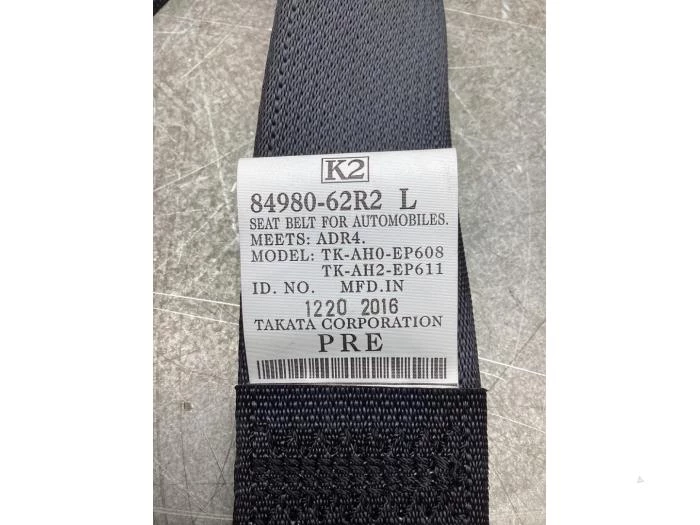 K2
84980-62R2 L
SEAT BELT FOR AUTOMOBILES.
MEETS: ADR4.
MODEL: TK-AH0-EP608
TK-AH2-EP611
ID. NO. MFD.IN
1220 2016
TAKATA CORPORATION
PRE